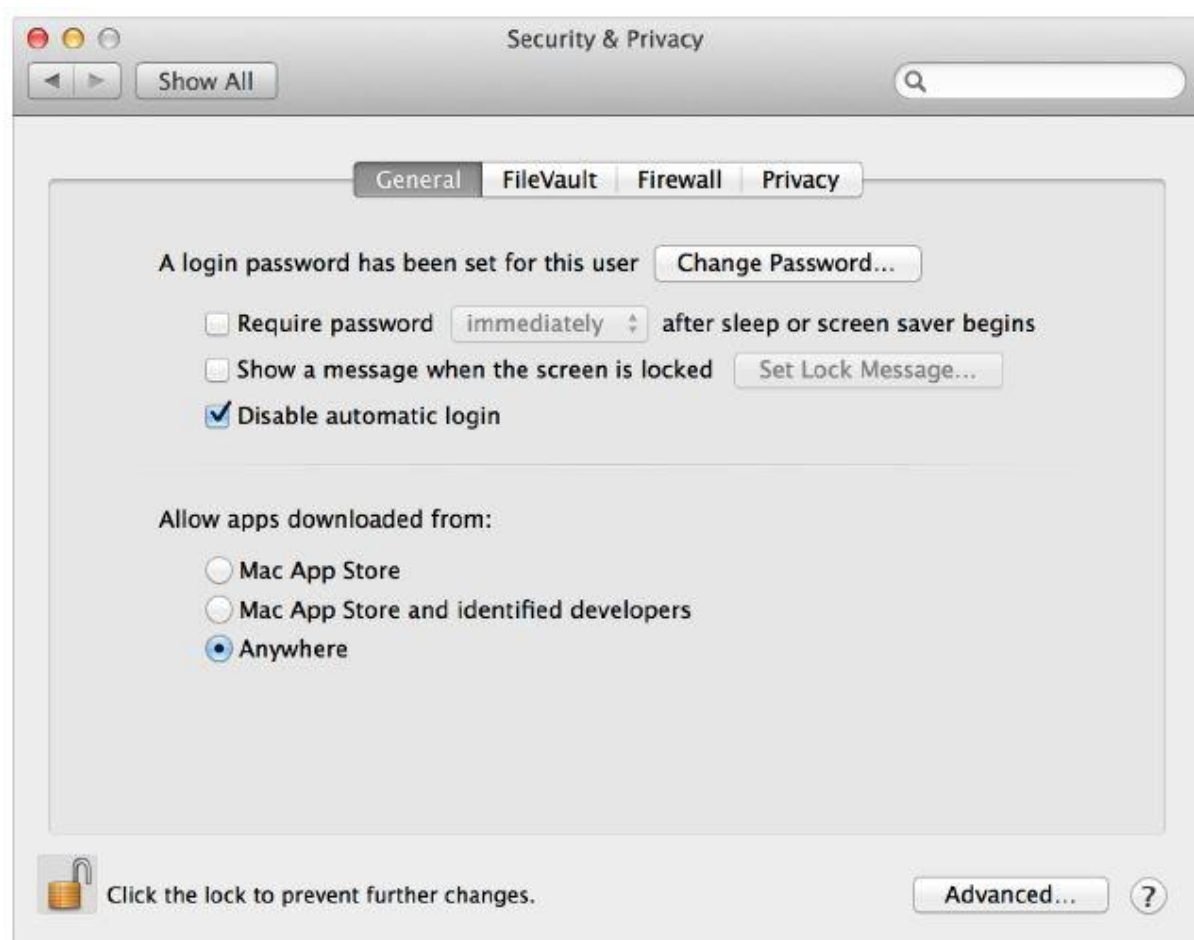 Security & Privacy
Show All
General FileVault Firewall Privacy
A login password has been set for this user Change Password...
Require password immediately after sleep or screen saver begins
Show a message when the screen is locked Set Lock Message...
Disable automatic login
Allow apps downloaded from:
Mac App Store
Mac App Store and identified developers
Anywhere
Click the lock to prevent further changes. Advanced... ?